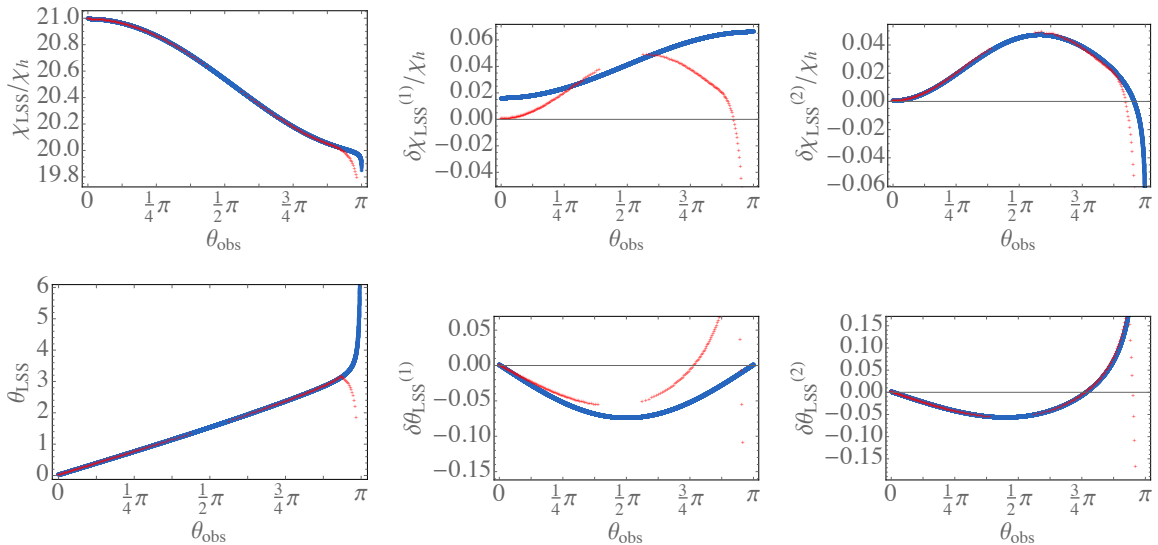 21.0
20.8
20.6
20.4
20.2
20.0
19.8
χLSS/χh
0 1/4π 1/2π 3/4π π
θobs
0.06
0.04
0.02
0.00
−0.02
−0.04
δχLSS(1)/χh
0 1/4π 1/2π 3/4π π
θobs
0.04
0.02
0.00
−0.02
−0.04
−0.06
δχLSS(2)/χh
0 1/4π 1/2π 3/4π π
θobs
6
5
4
3
2
1
0
θLSS
0 1/4π 1/2π 3/4π π
θobs
0.05
0.00
−0.05
−0.10
−0.15
δθLSS(1)
0 1/4π 1/2π 3/4π π
θobs
0.15
0.10
0.05
0.00
−0.05
−0.10
−0.15
δθLSS(2)
0 1/4π 1/2π 3/4π π
θobs